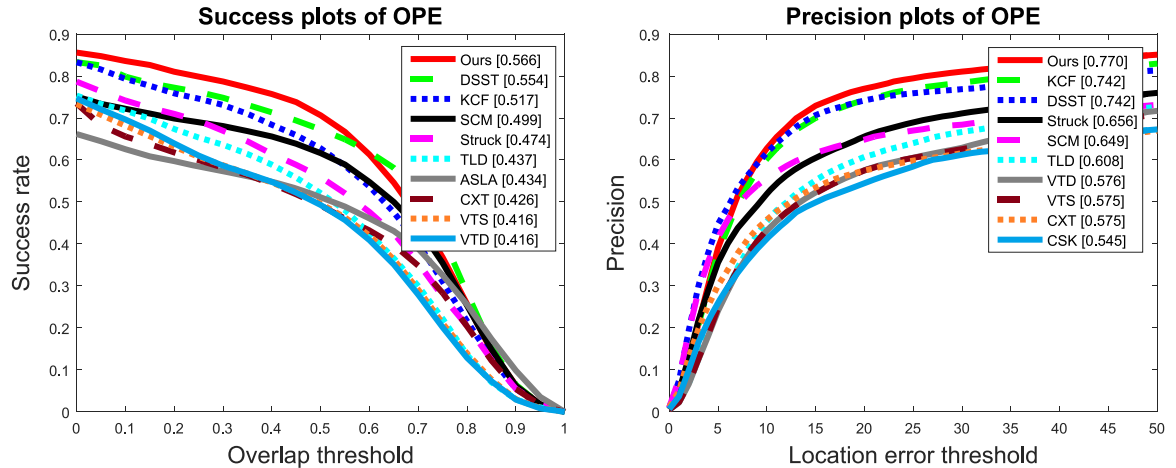 Success plots of OPE
0.9
0.8
0.7
0.6
0.5
0.4
0.3
0.2
0.1
0
Success rate
Ours [0.566]
DSST [0.554]
KCF [0.517]
SCM [0.499]
Struck [0.474]
TLD [0.437]
ASLA [0.434]
CXT [0.426]
VTS [0.416]
VTD [0.416]
0 0.1 0.2 0.3 0.4 0.5 0.6 0.7 0.8 0.9 1
Overlap threshold
Precision plots of OPE
0.9
0.8
0.7
0.6
0.5
0.4
0.3
0.2
0.1
0
Precision
Ours [0.770]
KCF [0.742]
DSST [0.742]
Struck [0.656]
SCM [0.649]
TLD [0.608]
VTD [0.576]
VTS [0.575]
CXT [0.575]
CSK [0.545]
0 5 10 15 20 25 30 35 40 45 50
Location error threshold